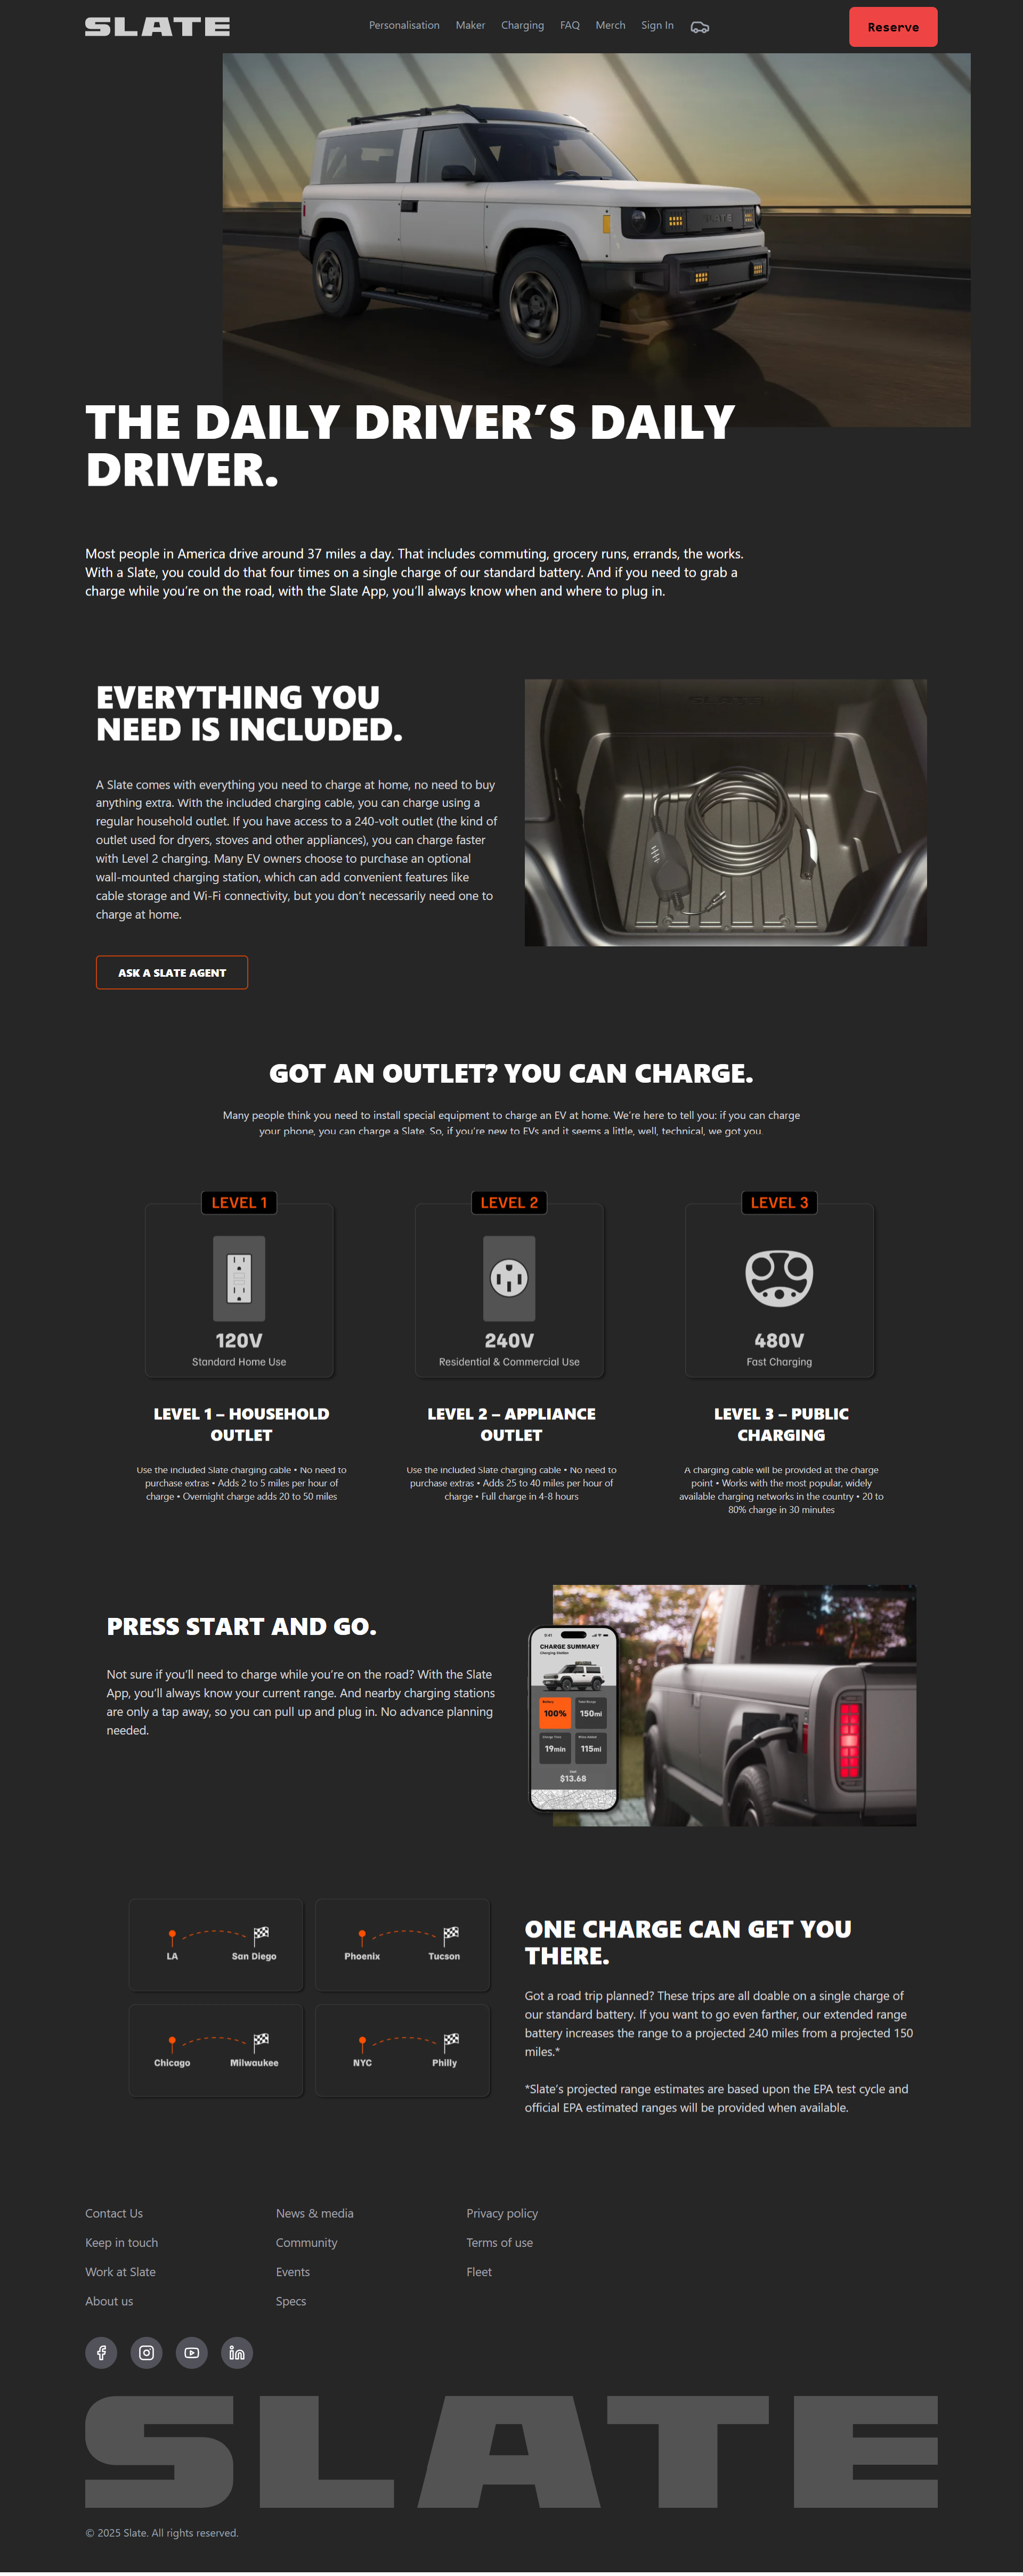 SLATE
Personalisation
Maker
Charging
FAQ
Merch
Sign In
Reserve
SLATE
THE DAILY DRIVER’S DAILY
DRIVER.
Most people in America drive around 37 miles a day. That includes commuting, grocery runs, errands, the works.
With a Slate, you could do that four times on a single charge of our standard battery. And if you need to grab a
charge while you’re on the road, with the Slate App, you’ll always know when and where to plug in.
EVERYTHING YOU
NEED IS INCLUDED.
A Slate comes with everything you need to charge at home, no need to buy
anything extra. With the included charging cable, you can charge using a
regular household outlet. If you have access to a 240-volt outlet (the kind of
outlet used for dryers, stoves and other appliances), you can charge faster
with Level 2 charging. Many EV owners choose to purchase an optional
wall-mounted charging station, which can add convenient features like
cable storage and Wi-Fi connectivity, but you don’t necessarily need one to
charge at home.
ASK A SLATE AGENT
SLATE
GOT AN OUTLET? YOU CAN CHARGE.
Many people think you need to install special equipment to charge an EV at home. We’re here to tell you: if you can charge
your phone, you can charge a Slate. So, if you’re new to EVs and it seems a little, well, technical, we got you.
LEVEL 1
120V
Standard Home Use
LEVEL 1 – HOUSEHOLD
OUTLET
Use the included Slate charging cable • No need to
purchase extras • Adds 2 to 5 miles per hour of
charge • Overnight charge adds 20 to 50 miles
LEVEL 2
240V
Residential & Commercial Use
LEVEL 2 – APPLIANCE
OUTLET
Use the included Slate charging cable • No need to
purchase extras • Adds 25 to 40 miles per hour of
charge • Full charge in 4-8 hours
LEVEL 3
480V
Fast Charging
LEVEL 3 – PUBLIC
CHARGING
A charging cable will be provided at the charge
point • Works with the most popular, widely
available charging networks in the country • 20 to
80% charge in 30 minutes
PRESS START AND GO.
Not sure if you’ll need to charge while you’re on the road? With the Slate
App, you’ll always know your current range. And nearby charging stations
are only a tap away, so you can pull up and plug in. No advance planning
needed.
9:41
CHARGE SUMMARY
Charging Station
Battery
100%
Total Range
150mi
19min
115mi
$13.68
LA
San Diego
Phoenix
Tucson
Chicago
Milwaukee
NYC
Philly
ONE CHARGE CAN GET YOU
THERE.
Got a road trip planned? These trips are all doable on a single charge of
our standard battery. If you want to go even farther, our extended range
battery increases the range to a projected 240 miles from a projected 150
miles.*
*Slate’s projected range estimates are based upon the EPA test cycle and
official EPA estimated ranges will be provided when available.
Contact Us
Keep in touch
Work at Slate
About us
News & media
Community
Events
Specs
Privacy policy
Terms of use
Fleet
SLATE
© 2025 Slate. All rights reserved.